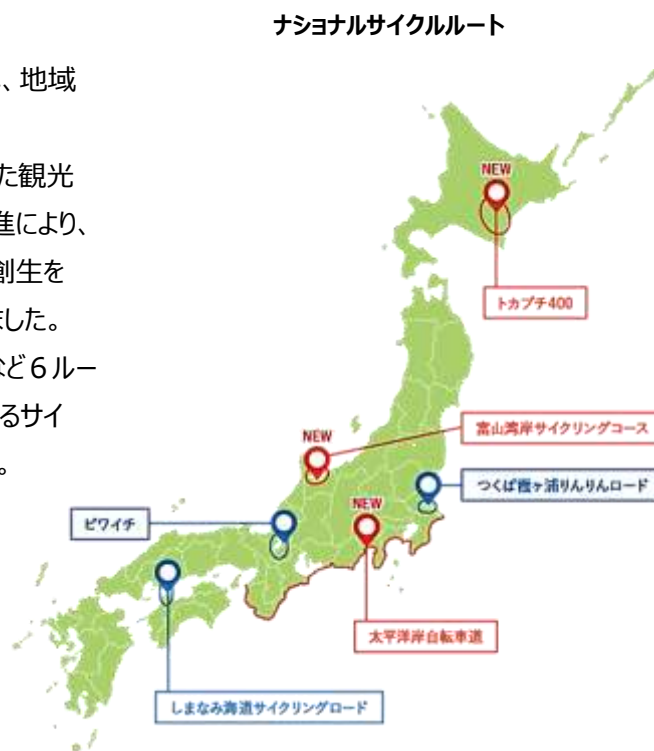 ナショナルサイクルルート
、地域
た観光
進により、
創生を
ました。
など６ルー
るサイ
。
NEW
トカプチ400
NEW
富山湾岸サイクリングコース
つくば霞ヶ浦りんりんロード
NEW
ビワイチ
太平洋岸自転車道
しまなみ海道サイクリングロード